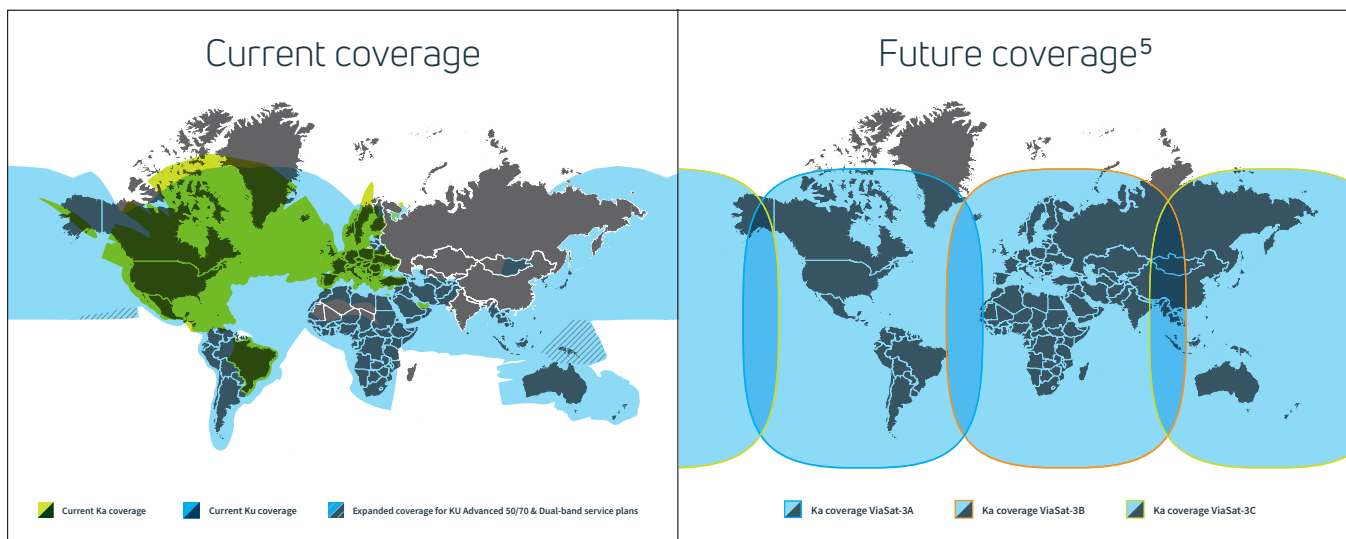 Current coverage
Future coverage⁵
Current Ka coverage
Current Ku coverage
Expanded coverage for KU Advanced 50/70 & Dual-band service plans
Ka coverage ViaSat-3A
Ka coverage ViaSat-3B
Ka coverage ViaSat-3C